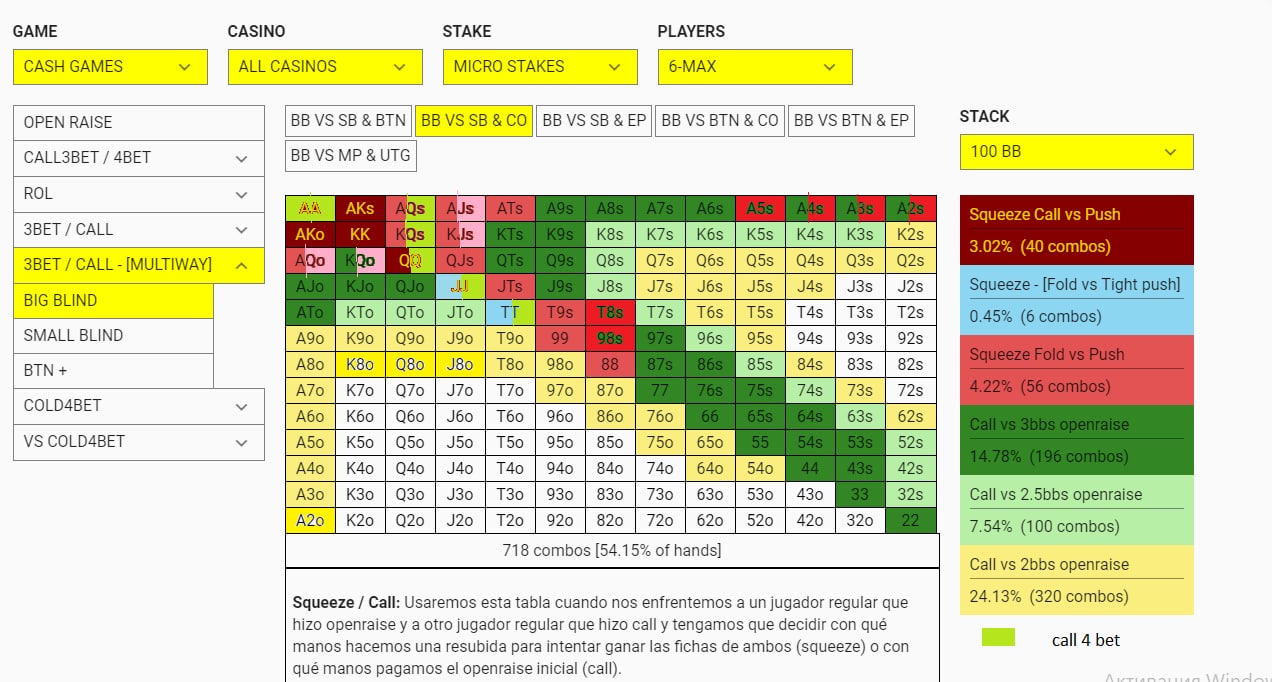 GAME CASINO STAKE PLAYERS
CASH GAMES ALL CASINOS MICRO STAKES 6-MAX
OPEN RAISE
CALL3BET / 4BET
ROL
3BET / CALL
3BET / CALL - [MULTIWAY]
BIG BLIND
SMALL BLIND
BTN +
COLD4BET
VS COLD4BET
BB VS SB & BTN BB VS SB & CO BB VS SB & EP BB VS BTN & CO BB VS BTN & EP
BB VS MP & UTG
AA AKs AQs AJs ATs A9s A8s A7s A6s A5s A4s A3s A2s
AKo KK KQs KJs KTs K9s K8s K7s K6s K5s K4s K3s K2s
AQo KQo QQ QJs QTs Q9s Q8s Q7s Q6s Q5s Q4s Q3s Q2s
AJo KJo QJo JJ JTs J9s J8s J7s J6s J5s J4s J3s J2s
ATo KTo QTo JTo TT T9s T8s T7s T6s T5s T4s T3s T2s
A9o K9o Q9o J9o T9o 99 98s 97s 96s 95s 94s 93s 92s
A8o K8o Q8o J8o T8o 98o 88 87s 86s 85s 84s 83s 82s
A7o K7o Q7o J7o T7o 97o 87o 77 76s 75s 74s 73s 72s
A6o K6o Q6o J6o T6o 96o 86o 76o 66 65s 64s 63s 62s
A5o K5o Q5o J5o T5o 95o 85o 75o 65o 55 54s 53s 52s
A4o K4o Q4o J4o T4o 94o 84o 74o 64o 54o 44 43s 42s
A3o K3o Q3o J3o T3o 93o 83o 73o 63o 53o 43o 33 32s
A2o K2o Q2o J2o T2o 92o 82o 72o 62o 52o 42o 32o 22
718 combos [54.15% of hands]
Squeeze / Call: Usaremos esta tabla cuando nos enfrentemos a un jugador regular que
hizo openraise y a otro jugador regular que hizo call y tengamos que decidir con qué
manos hacemos una resubida para intentar ganar las fichas de ambos (squeeze) o con
qué manos pagamos el openraise inicial (call).
STACK
100 BB
Squeeze Call vs Push
3.02% (40 combos)
Squeeze - [Fold vs Tight push]
0.45% (6 combos)
Squeeze Fold vs Push
4.22% (56 combos)
Call vs 3bbs openraise
14.78% (196 combos)
Call vs 2.5bbs openraise
7.54% (100 combos)
Call vs 2bbs openraise
24.13% (320 combos)
call 4 bet